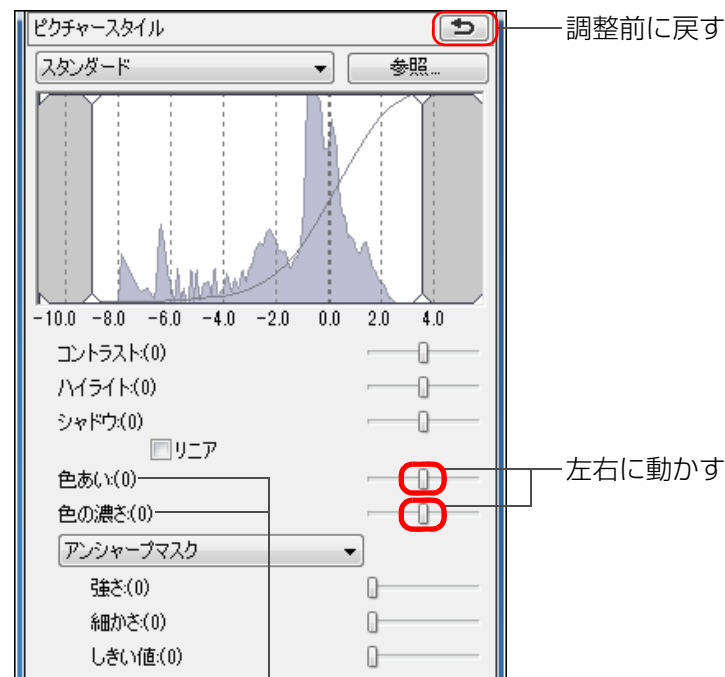 ピクチャースタイル
調整前に戻す
スタンダード 参照...
-10.0 -8.0 -6.0 -4.0 -2.0 0.0 2.0 4.0
コントラスト:(0)
ハイライト:(0)
シャドウ:(0)
リニア
色あい:(0)
左右に動かす
色の濃さ:(0)
アンシャープマスク
強さ:(0)
細かさ:(0)
しきい値:(0)